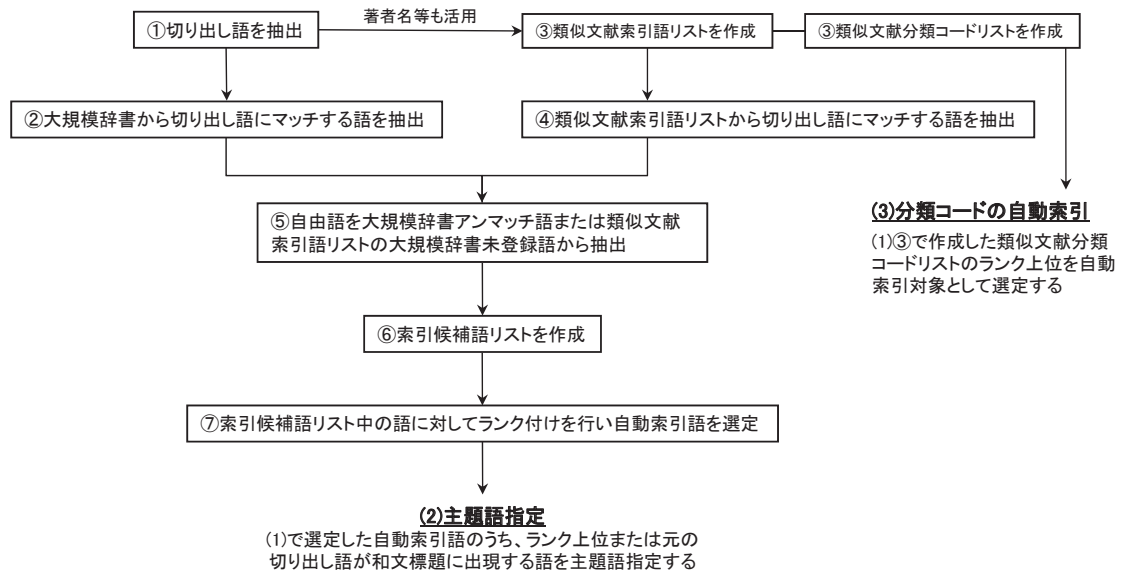 ①切り出し語を抽出
著者名等も活用
③類似文献索引語リストを作成
③類似文献分類コードリストを作成
②大規模辞書から切り出し語にマッチする語を抽出
④類似文献索引語リストから切り出し語にマッチする語を抽出
⑤自由語を大規模辞書アンマッチ語または類似文献
索引語リストの大規模辞書未登録語から抽出
(3)分類コードの自動索引
(1)③で作成した類似文献分類
コードリストのランク上位を自動
索引対象として選定する
⑥索引候補語リストを作成
⑦索引候補語リスト中の語に対してランク付けを行い自動索引語を選定
(2)主題語指定
(1)で選定した自動索引語のうち、ランク上位または元の
切り出し語が和文標題に出現する語を主題語指定する